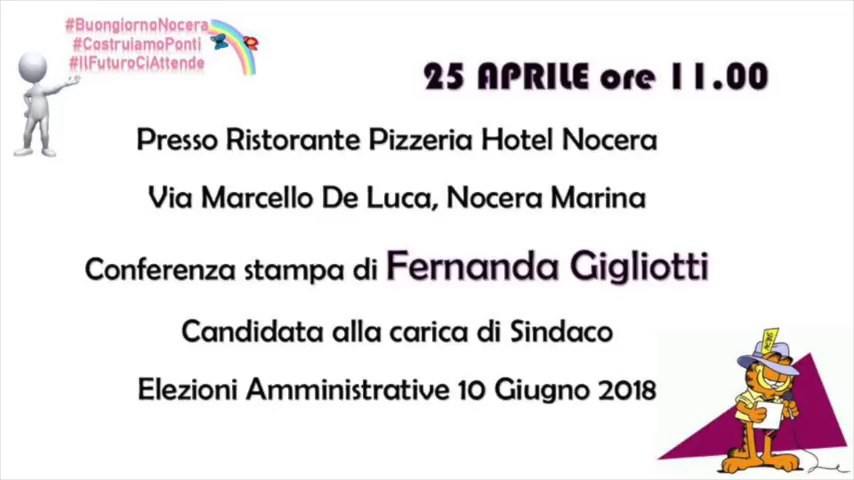 #BuongiornoNocera
#CostruiamoPonti
#IlFuturoCiAttende
25 APRILE ore 11.00
Presso Ristorante Pizzeria Hotel Nocera
Via Marcello De Luca, Nocera Marina
Conferenza stampa di Fernanda Gigliotti
Candidata alla carica di Sindaco
Elezioni Amministrative 10 Giugno 2018